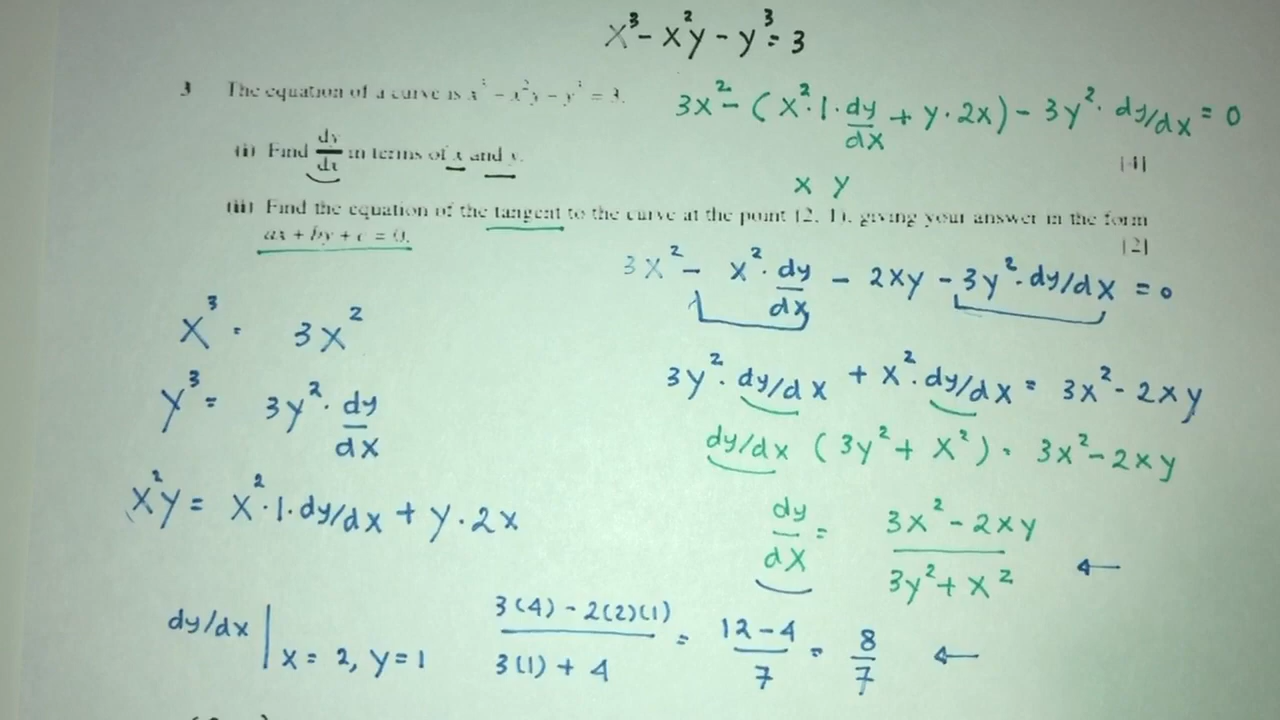 x³ - x²y - y³ = 3
3 The equation of a curve is x³ - x²y - y³ = 3.
3x² - (x²·1·dy/dx + y·2x) - 3y²·dy/dx = 0
(i) Find dy/dx in terms of x and y.
[4]
x y
(ii) Find the equation of the tangent to the curve at the point (2, 1), giving your answer in the form
ax + by + c = 0.
[2]
3x² - x²·dy/dx - 2xy - 3y²·dy/dx = 0
x³ = 3x²
3y²·dy/dx + x²·dy/dx = 3x² - 2xy
y³ = 3y²·dy/dx
dy/dx (3y² + x²) = 3x² - 2xy
x²y = x²·1·dy/dx + y·2x
dy/dx = (3x² - 2xy)/(3y² + x²) ←
dy/dx | x = 2, y = 1 (3(4) - 2(2)(1))/(3(1) + 4) = (12 - 4)/7 = 8/7 ←